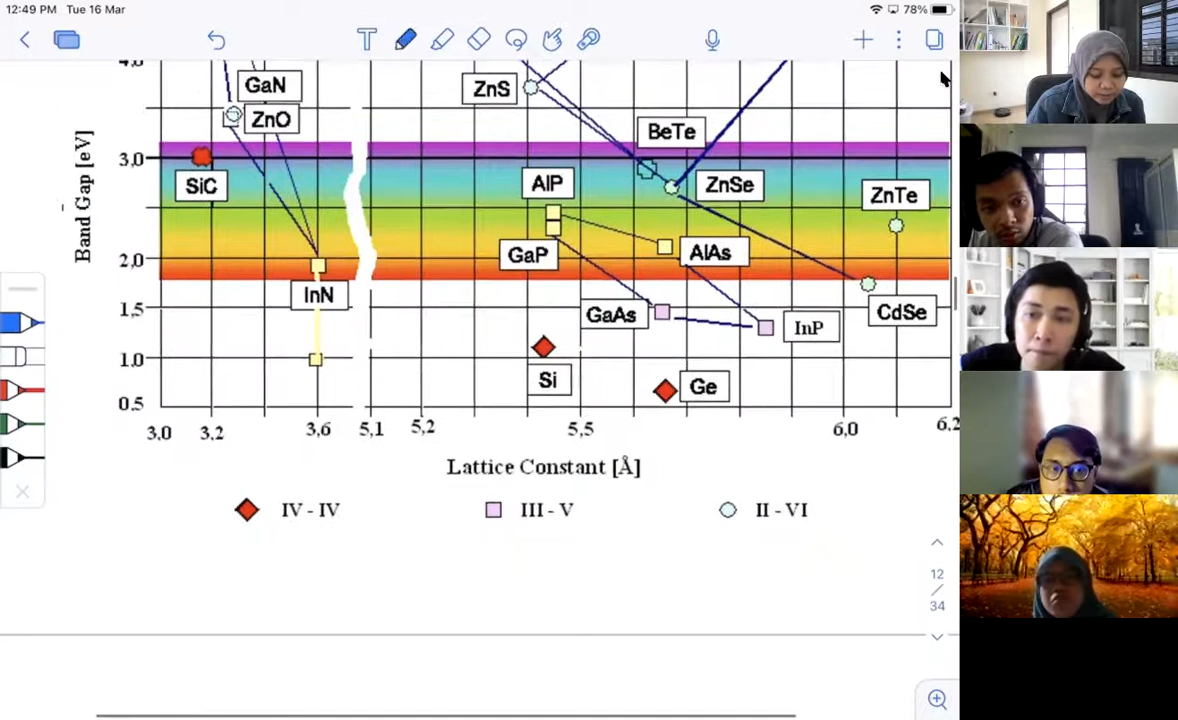 12:49 PM Tue 16 Mar
78%
T
GaN
ZnS
ZnO
BeTe
Band Gap [eV]
3,0
SiC
AlP
ZnSe
ZnTe
GaP
AlAs
2,0
InN
CdSe
1.5
GaAs
InP
1.0
Si
Ge
0.5
3,0 3,2 3,6 5,1 5,2 5,5 6,0 6,2
Lattice Constant [Å]
IV - IV III - V II - VI
12
/
34